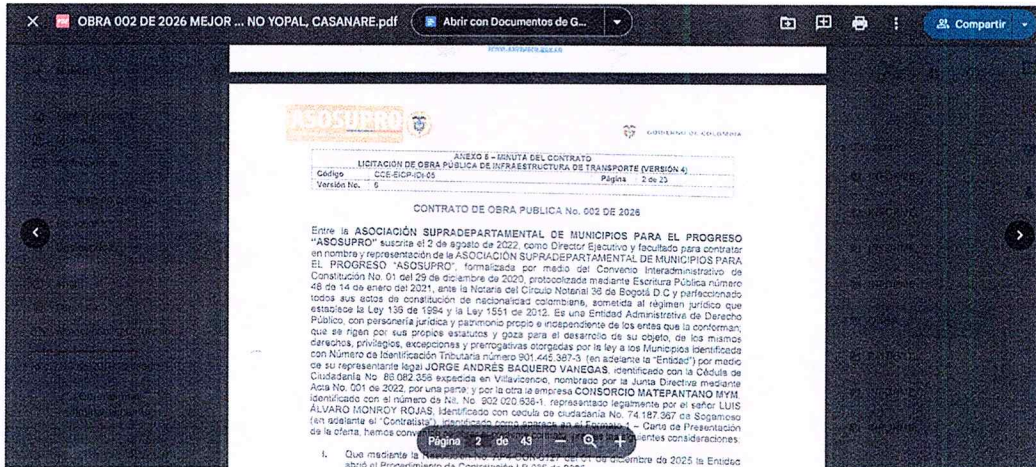 OBRA 002 DE 2026 MEJOR ... NO YOPAL, CASANARE.pdf
Abrir con Documentos de G...
Compartir
ASOSUPRO
GOBIERNO DE COLOMBIA
ANEXO 5 – MINUTA DEL CONTRATO
LICITACIÓN DE OBRA PÚBLICA DE INFRAESTRUCTURA DE TRANSPORTE (VERSIÓN 4)
Código CCE-EICP-IDI-05 Página 2 de 23
Versión No. 6
CONTRATO DE OBRA PUBLICA No. 002 DE 2026
Entre la ASOCIACIÓN SUPRADEPARTAMENTAL DE MUNICIPIOS PARA EL PROGRESO
"ASOSUPRO" suscrita el 2 de agosto de 2022, como Director Ejecutivo y facultado para contratar
en nombre y representación de la ASOCIACIÓN SUPRADEPARTAMENTAL DE MUNICIPIOS PARA
EL PROGRESO "ASOSUPRO", formalizada por medio del Convenio Interadministrativo de
Constitución No. 01 del 29 de diciembre de 2020, protocolizada mediante Escritura Pública número
48 de 14 de enero del 2021, ante la Notaria del Círculo Notarial 36 de Bogotá D.C y perfeccionado
todos sus actos de constitución de nacionalidad colombiana, sometida al régimen jurídico que
establece la Ley 136 de 1994 y la Ley 1551 de 2012. Es una Entidad Administrativa de Derecho
Público, con personería jurídica y patrimonio propio e independiente de los entes que la conforman;
que se rigen por sus propios estatutos y goza para el desarrollo de su objeto, de los mismos
derechos, privilegios, excepciones y prerrogativas otorgadas por la ley a los Municipios identificada
con Número de Identificación Tributaria número 901.445.387-3 (en adelante la "Entidad") por medio
de su representante legal JORGE ANDRÉS BAQUERO VANEGAS, identificado con la Cédula de
Ciudadanía No. 86.082.356 expedida en Villavicencio, nombrado por la Junta Directiva mediante
Acta No. 001 de 2022, por una parte; y por la otra la empresa CONSORCIO MATEPANTANO MYM,
identificado con el número de Nit. No. 902.020.638-1, representado legalmente por el señor LUIS
ÁLVARO MONROY ROJAS, identificado con cedula de ciudadanía No. 74.187.367 de Sogamoso
(en adelante el "Contratista"), identificado como aparece en el Formato 1 – Carta de Presentación
de la oferta, hemos siguientes consideraciones:
Página 2 de 43
I. Que mediante la Resolución No. del 01 de diciembre de 2025 la Entidad
abrió el Procedimiento de Contratación